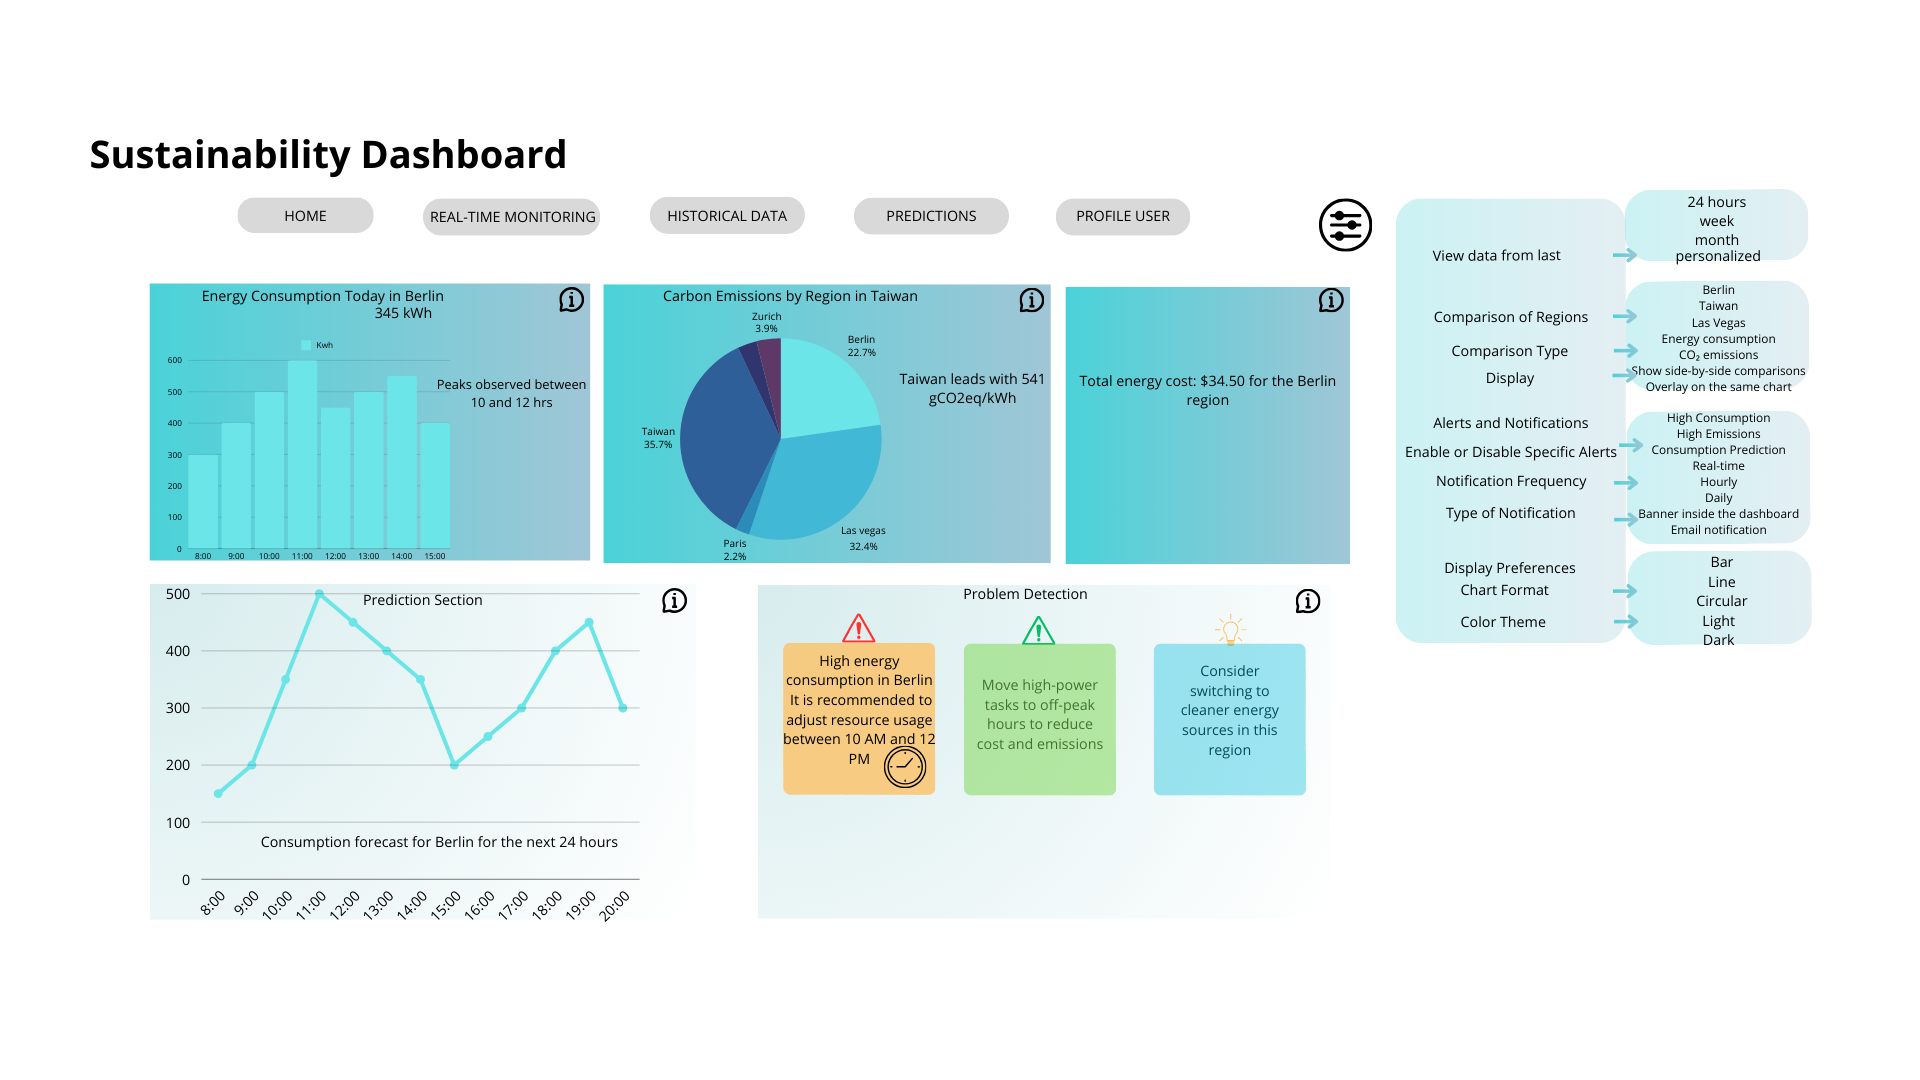 Sustainability Dashboard
HOME
REAL-TIME MONITORING
HISTORICAL DATA
PREDICTIONS
PROFILE USER
Energy Consumption Today in Berlin
345 kWh
Kwh
600
500
400
300
200
100
0
8:00
9:00
10:00
11:00
12:00
13:00
14:00
15:00
Peaks observed between
10 and 12 hrs
Carbon Emissions by Region in Taiwan
Zurich
3.9%
Berlin
22.7%
Taiwan
35.7%
Paris
2.2%
Las vegas
32.4%
Taiwan leads with 541
gCO2eq/kWh
Total energy cost: $34.50 for the Berlin
region
Prediction Section
500
400
300
200
100
0
Consumption forecast for Berlin for the next 24 hours
8:00
9:00
10:00
11:00
12:00
13:00
14:00
15:00
16:00
17:00
18:00
19:00
20:00
Problem Detection
High energy
consumption in Berlin
It is recommended to
adjust resource usage
between 10 AM and 12
PM
Move high-power
tasks to off-peak
hours to reduce
cost and emissions
Consider
switching to
cleaner energy
sources in this
region
View data from last
24 hours
week
month
personalized
Comparison of Regions
Comparison Type
Display
Berlin
Taiwan
Las Vegas
Energy consumption
CO₂ emissions
Show side-by-side comparisons
Overlay on the same chart
Alerts and Notifications
Enable or Disable Specific Alerts
Notification Frequency
Type of Notification
High Consumption
High Emissions
Consumption Prediction
Real-time
Hourly
Daily
Banner inside the dashboard
Email notification
Display Preferences
Chart Format
Color Theme
Bar
Line
Circular
Light
Dark